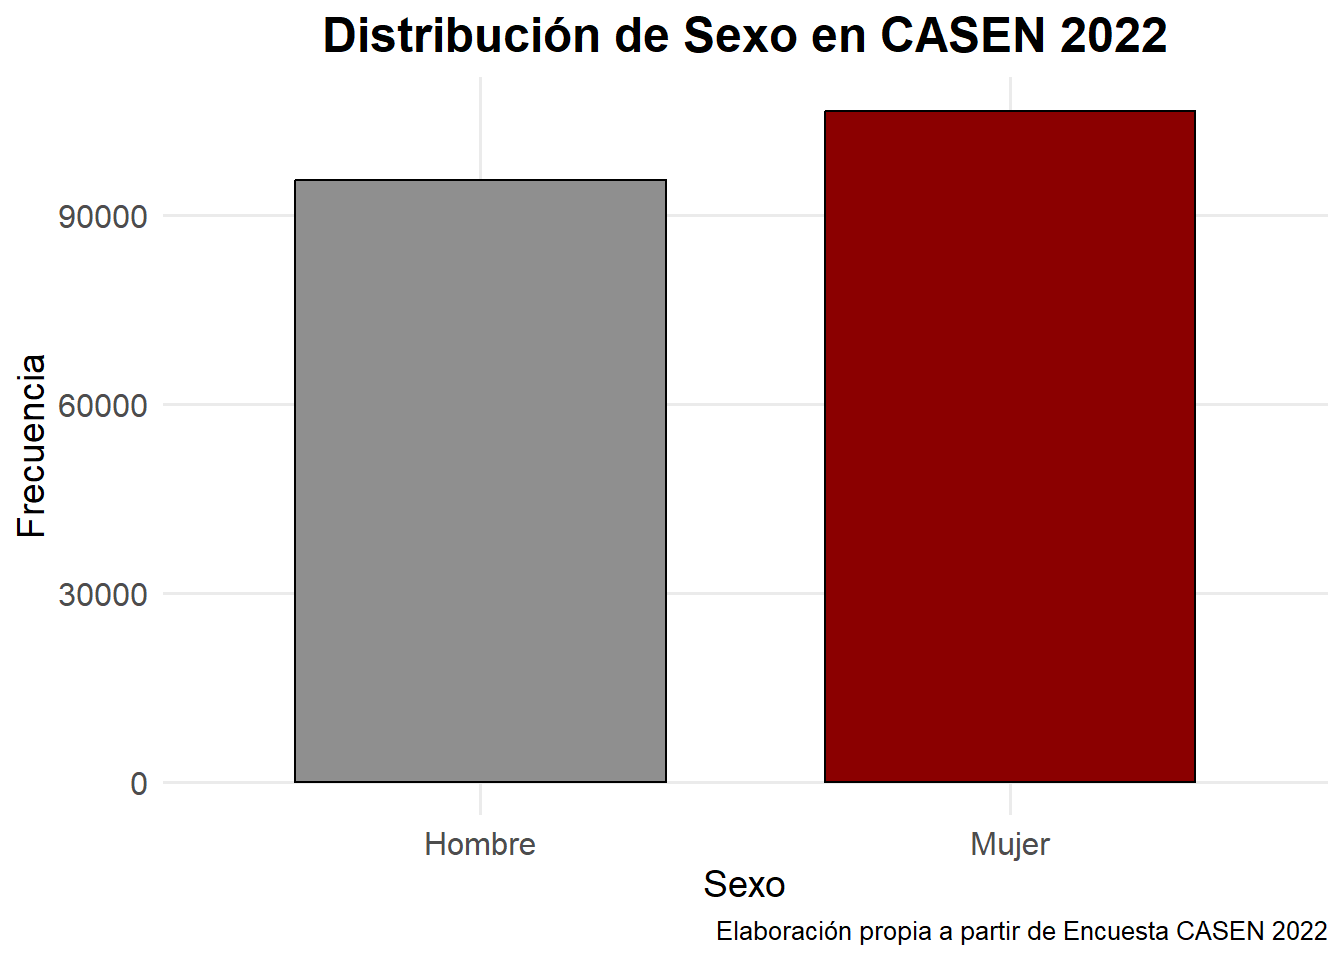 Distribución de Sexo en CASEN 2022
Frecuencia
90000
60000
30000
0
Hombre
Mujer
Sexo
Elaboración propia a partir de Encuesta CASEN 2022